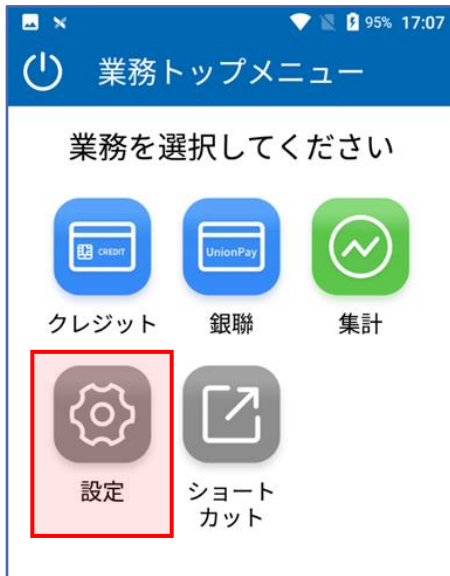 95% 17:07
業務トップメニュー
業務を選択してください
CREDIT
UnionPay
クレジット
銀聯
集計
設定
ショート
カット